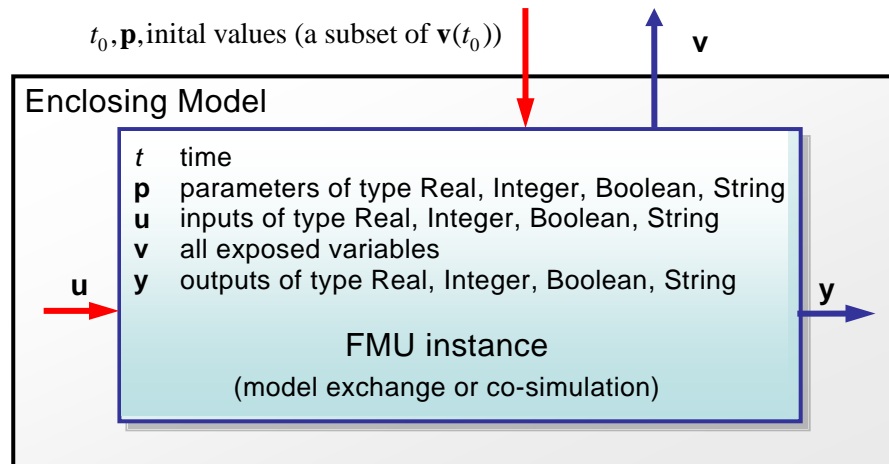 t₀, p, inital values (a subset of v(t₀))
v
Enclosing Model
t time
p parameters of type Real, Integer, Boolean, String
u inputs of type Real, Integer, Boolean, String
v all exposed variables
y outputs of type Real, Integer, Boolean, String
u
y
FMU instance
(model exchange or co-simulation)